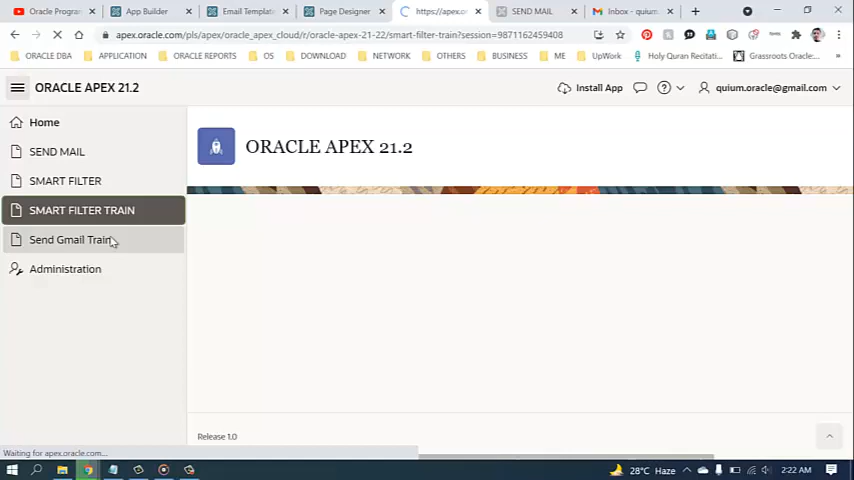 Oracle Program
App Builder
Email Templat
Page Designer
https://apex.o
SEND MAIL
Inbox - quium
apex.oracle.com/pls/apex/oracle_apex_cloud/r/oracle-apex-21-22/smart-filter-train?session=9871162459408
ORACLE DBA
APPLICATION
ORACLE REPORTS
OS
DOWNLOAD
NETWORK
OTHERS
BUSINESS
ME
UpWork
Holy Quran Recitati...
Grassroots Oracle:...
ORACLE APEX 21.2
Install App
quium.oracle@gmail.com
Home
SEND MAIL
SMART FILTER
SMART FILTER TRAIN
Send Gmail Train
Administration
ORACLE APEX 21.2
Release 1.0
Waiting for apex.oracle.com...
28°C Haze
2:22 AM